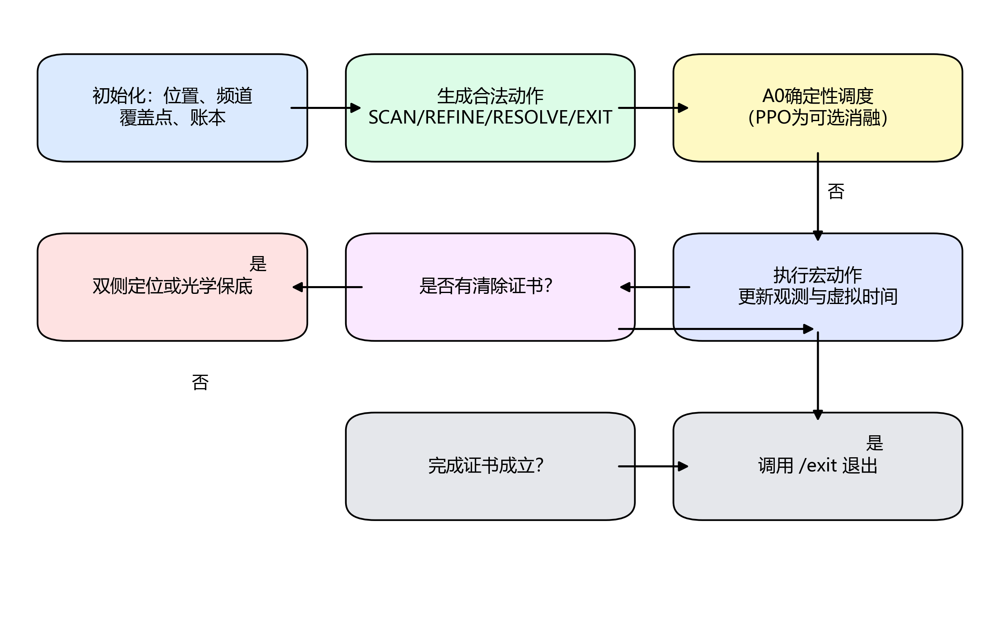 初始化：位置、频道
覆盖点、账本
生成合法动作
SCAN/REFINE/RESOLVE/EXIT
A0确定性调度
(PPO为可选消融)
否
是
双侧定位或光学保底
是否有清除证书？
执行宏动作
更新观测与虚拟时间
否
完成证书成立？
是
调用 /exit 退出